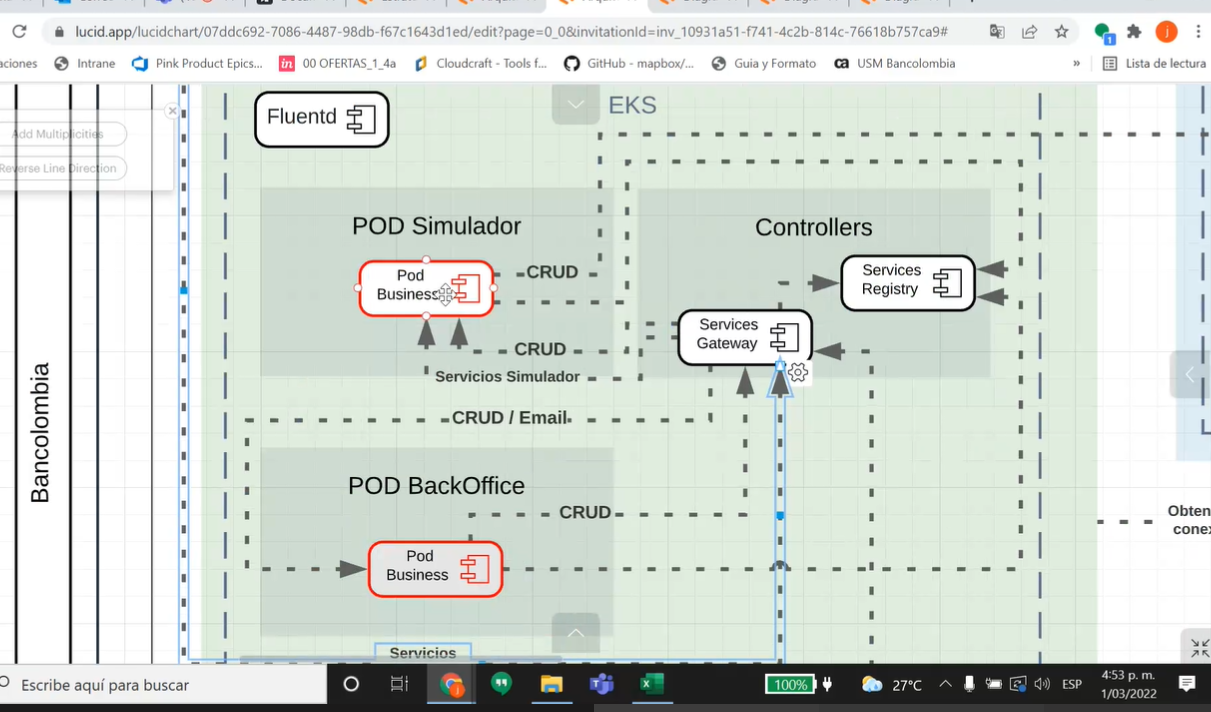 lucid.app/lucidchart/07ddc692-7086-4487-98db-f67c1643d1ed/edit?page=0_0&invitationId=inv_10931a51-f741-4c2b-814c-76618b757ca9#
1
j
aciones
Intrane
Pink Product Epics...
in
00 OFERTAS_1_4a
Cloudcraft - Tools f...
GitHub - mapbox/...
Guia y Formato
ca
USM Bancolombia
»
Lista de lectura
Add Multiplicities
Reverse Line Direction
Bancolombia
Fluentd
EKS
POD Simulador
Pod
Business
CRUD
CRUD
Servicios Simulador
Controllers
Services
Registry
Services
Gateway
CRUD / Email
POD BackOffice
CRUD
Pod
Business
Servicios
Obten
conex
Escribe aquí para buscar
100%
27°C
ESP
4:53 p. m.
1/03/2022